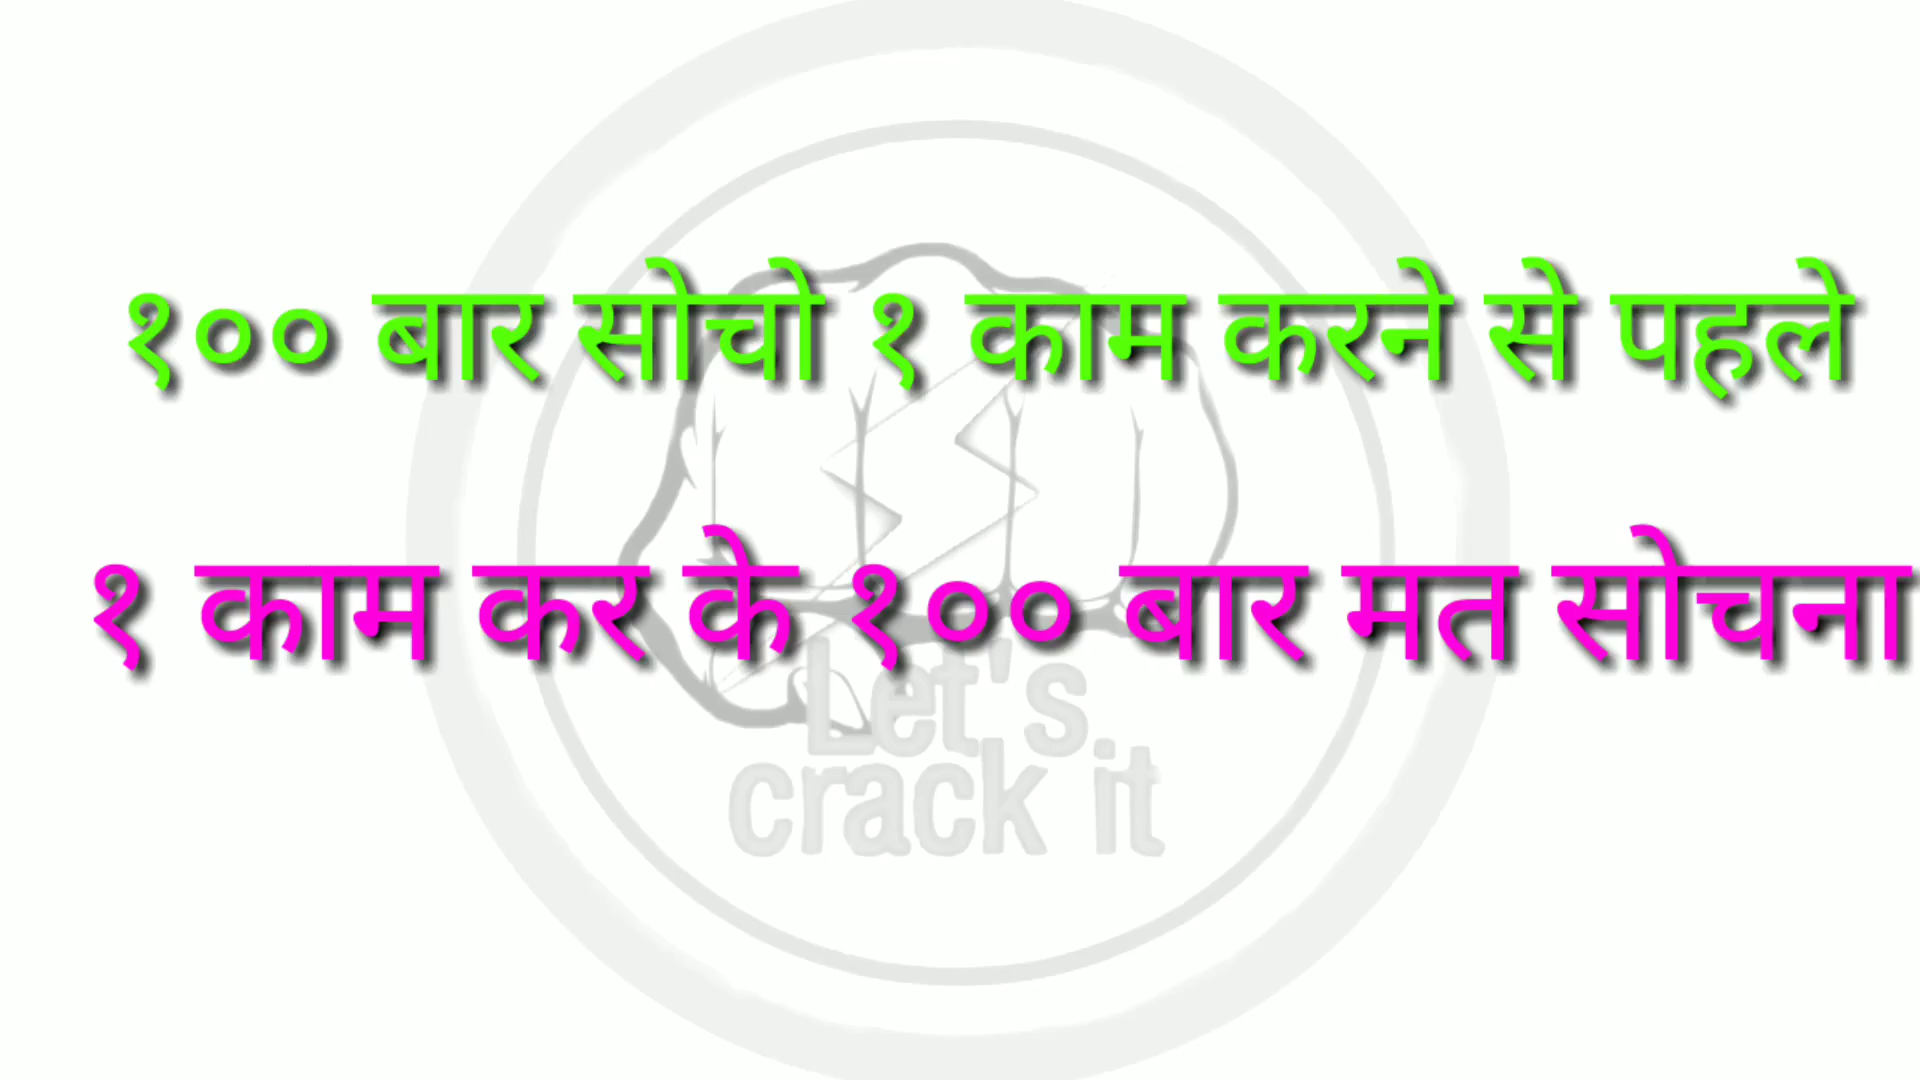 १०० बार सोचो १ काम करने से पहले
१ काम कर के १०० बार मत सोचना
Let's
crack it